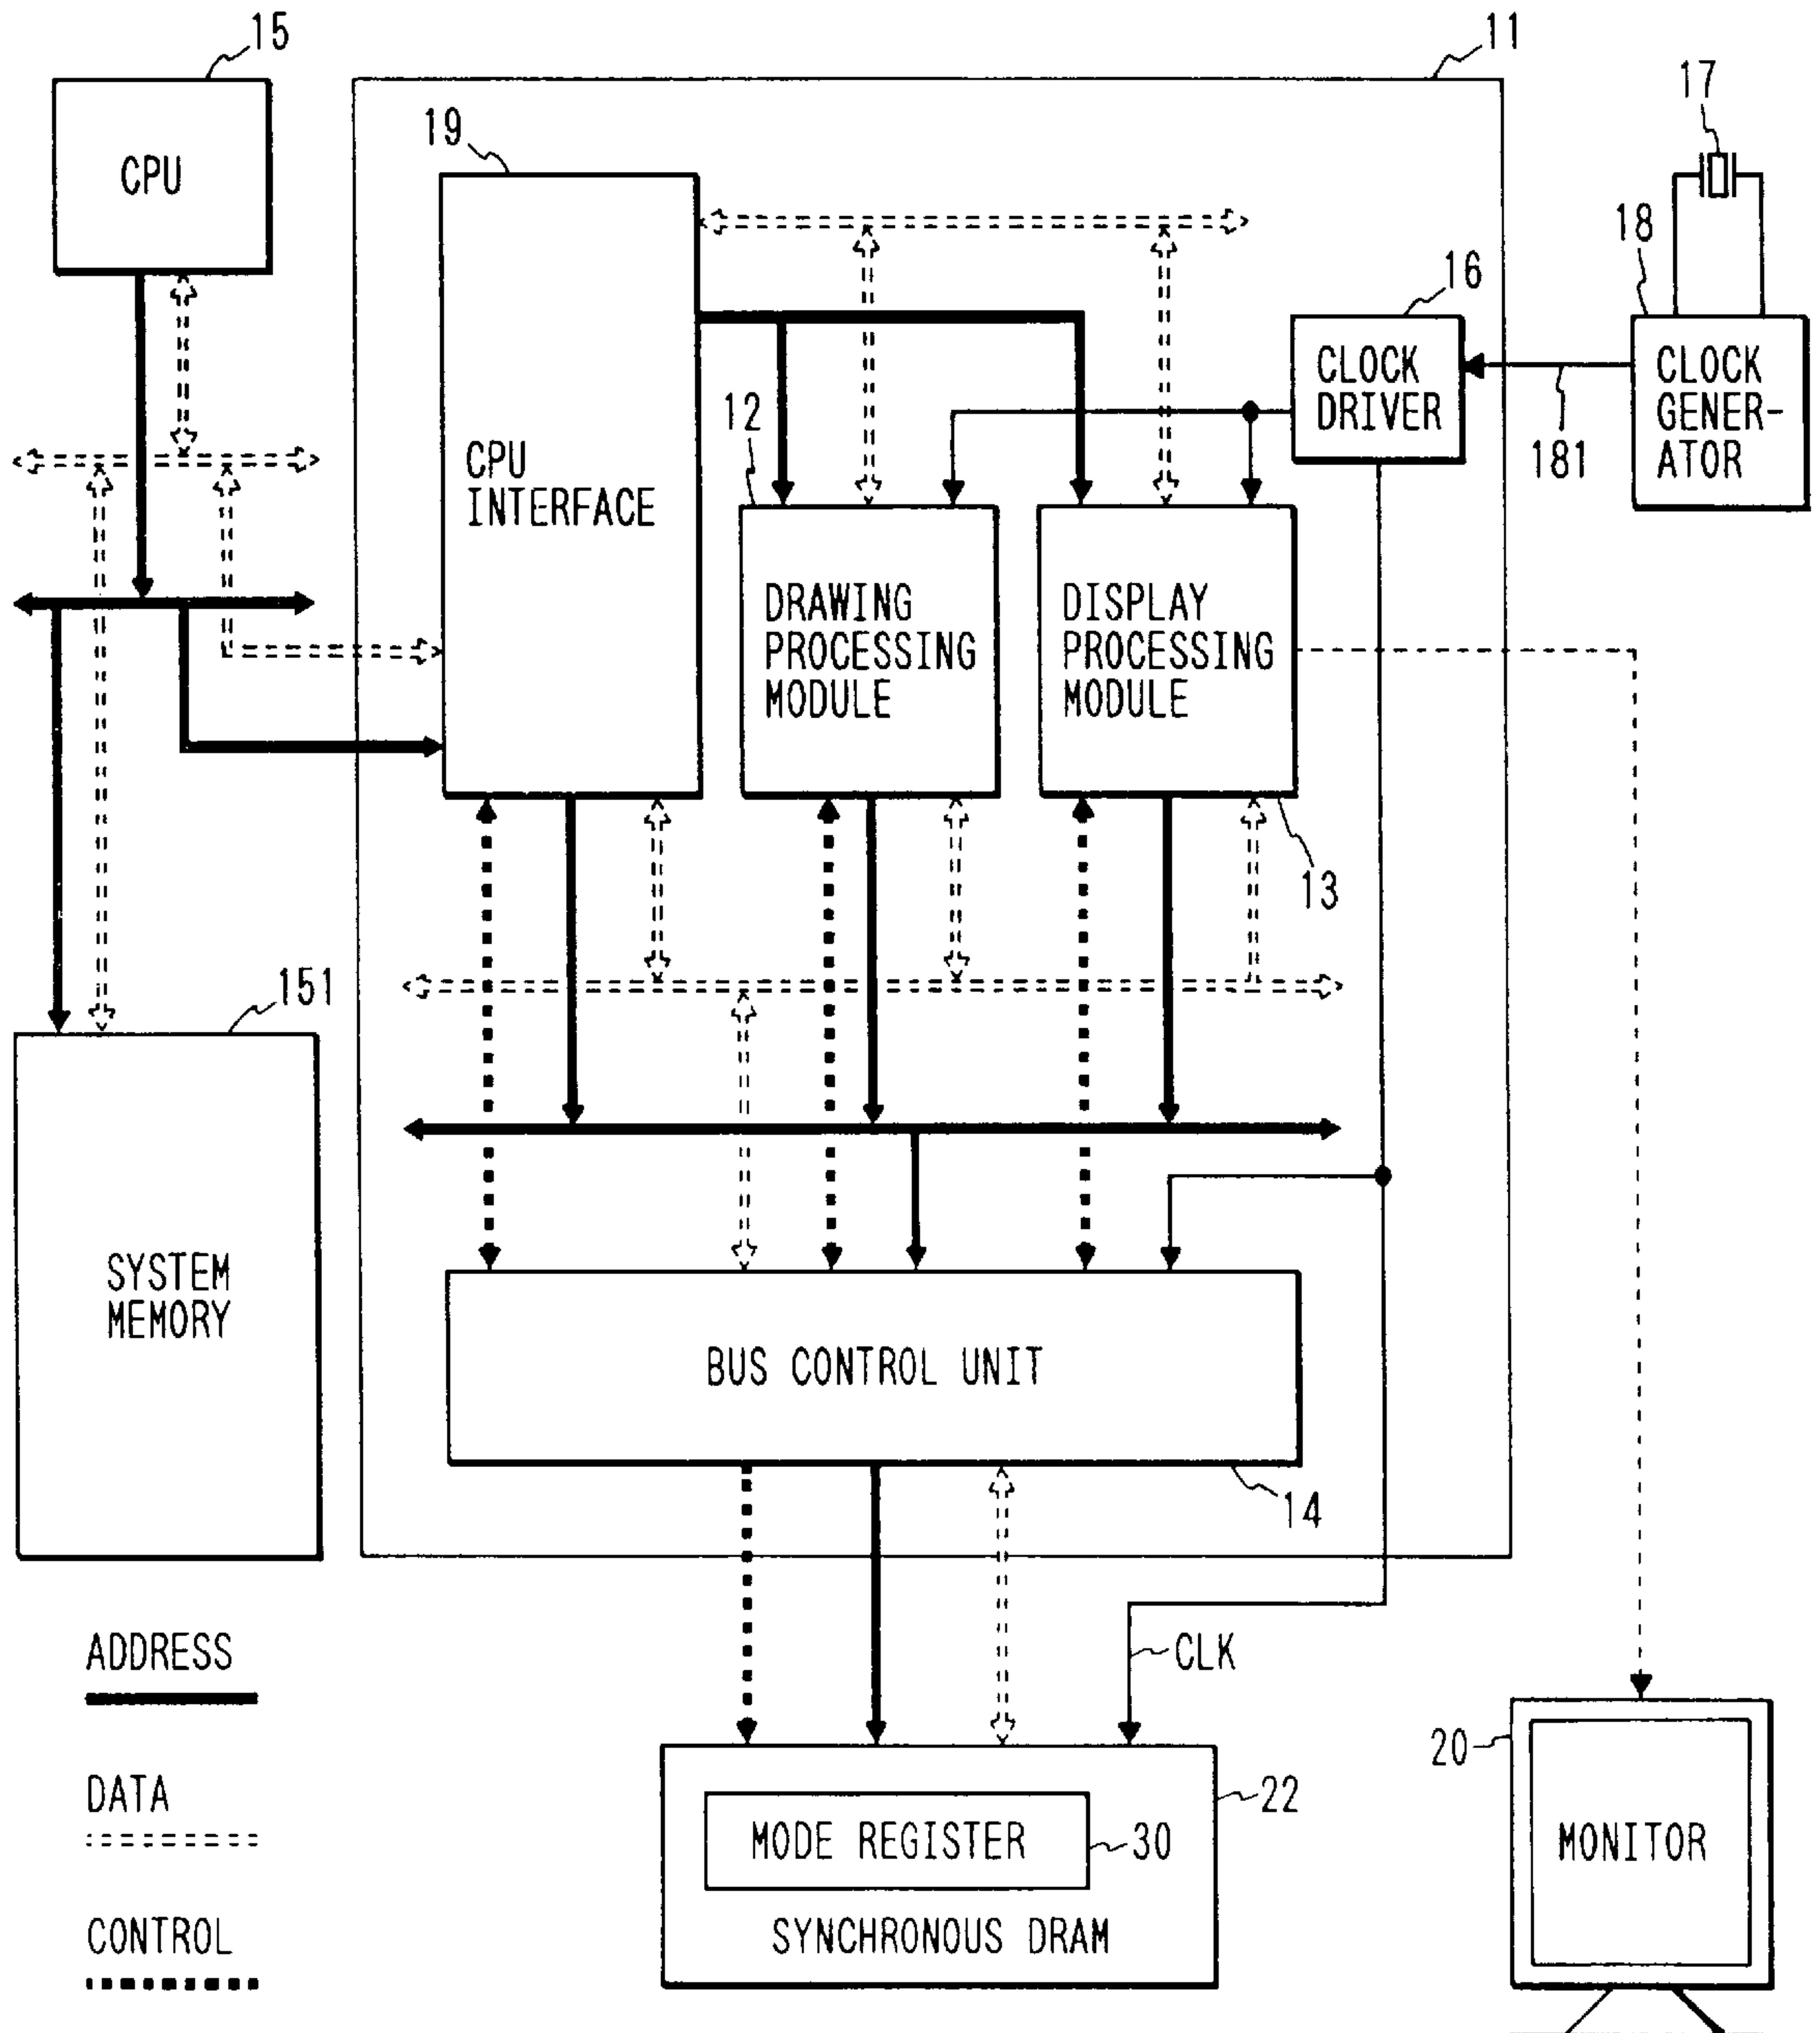 15
11
17
19
CPU
18
16
CLOCK
DRIVER
CLOCK
GENER-
ATOR
12
181
CPU
INTERFACE
DRAWING
PROCESSING
MODULE
DISPLAY
PROCESSING
MODULE
13
151
SYSTEM
MEMORY
BUS CONTROL UNIT
14
ADDRESS
CLK
20
DATA
22
MODE REGISTER
30
MONITOR
CONTROL
SYNCHRONOUS DRAM